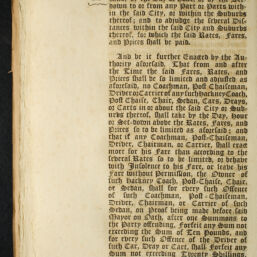 down to or from any Part or Parts with-
in the said City, or within the Suburbs
thereof; and to adjudge the several Dis-
tances within the said City and Suburbs
thereof, for which the said Rates, Fares,
and Prices shall be paid.
And be it further Enacted by the Au-
thority aforesaid, That from and after
the Time the said Fares, Rates, and
Prices shall be so limited and adjusted as
aforesaid, no Coachman, Post-Chaiseman,
Driver or Carrier of any such Hackney Coach,
Post Chaise, Chair, Sedan, Cars, Drays,
or Carts in or about the said City or Sub-
urbs thereof, shall take by the Day, Hour
or Set-down above the Rates, Fares, and
Prices so to be limited as aforesaid; and
that if any Coachman, Post-Chaiseman,
Driver, Chairman, or Carrier, shall exact
more for his Fare than according to the
several Rates so to be limited, or behave
with Insolence to his Fare, or leave his
Fare without Permission, the Owner of
such Hackney Coach, Post-Chaise, Chair,
or Sedan, shall for every such Offence
of such Coachman, Post-Chaiseman,
Driver, Chairman, or Carrier of such
Sedan, on Proof being made before said
Mayor on Oath, after one Summons to the
Party offending, forfeit any Sum not
exceeding the Sum of Ten Pounds, and
for every such Offence of the Driver of
such Car, Dray or Cart, shall forfeit any
Sum not exceeding Twenty Shillings.